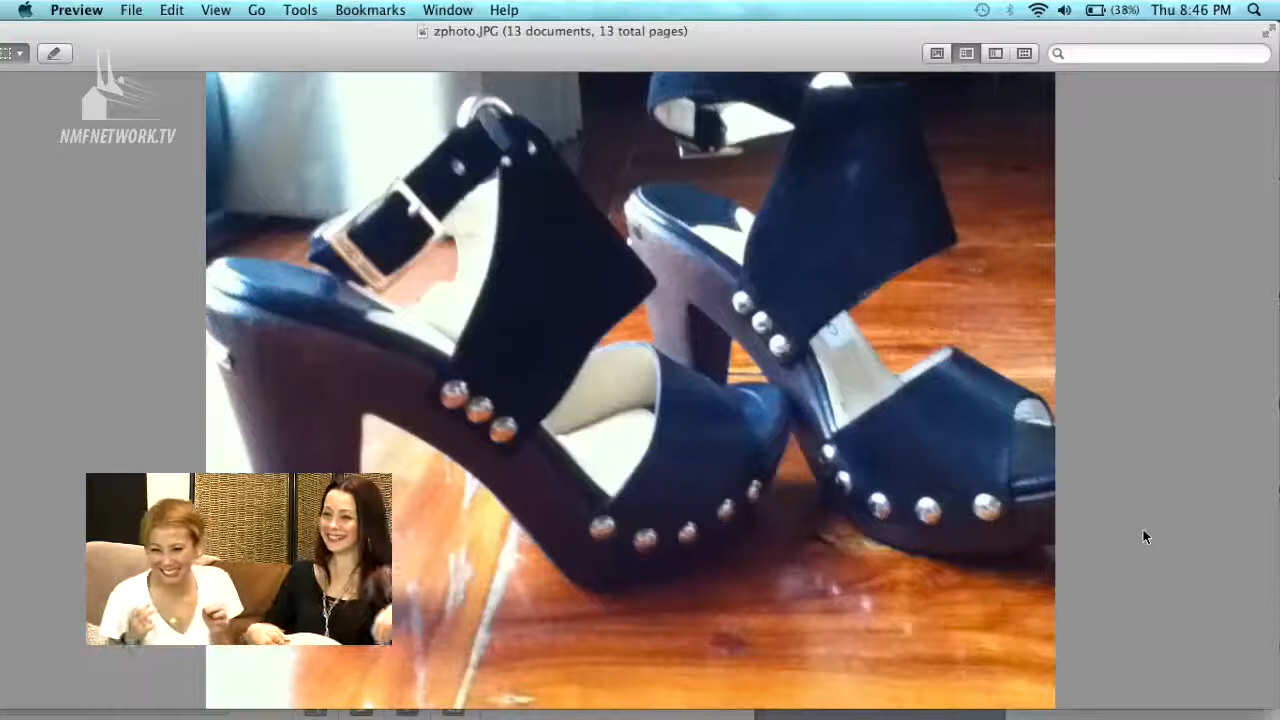 Preview File Edit View Go Tools Bookmarks Window Help (38%) Thu 8:46 PM
zphoto.JPG (13 documents, 13 total pages)
NMFNETWORK.TV